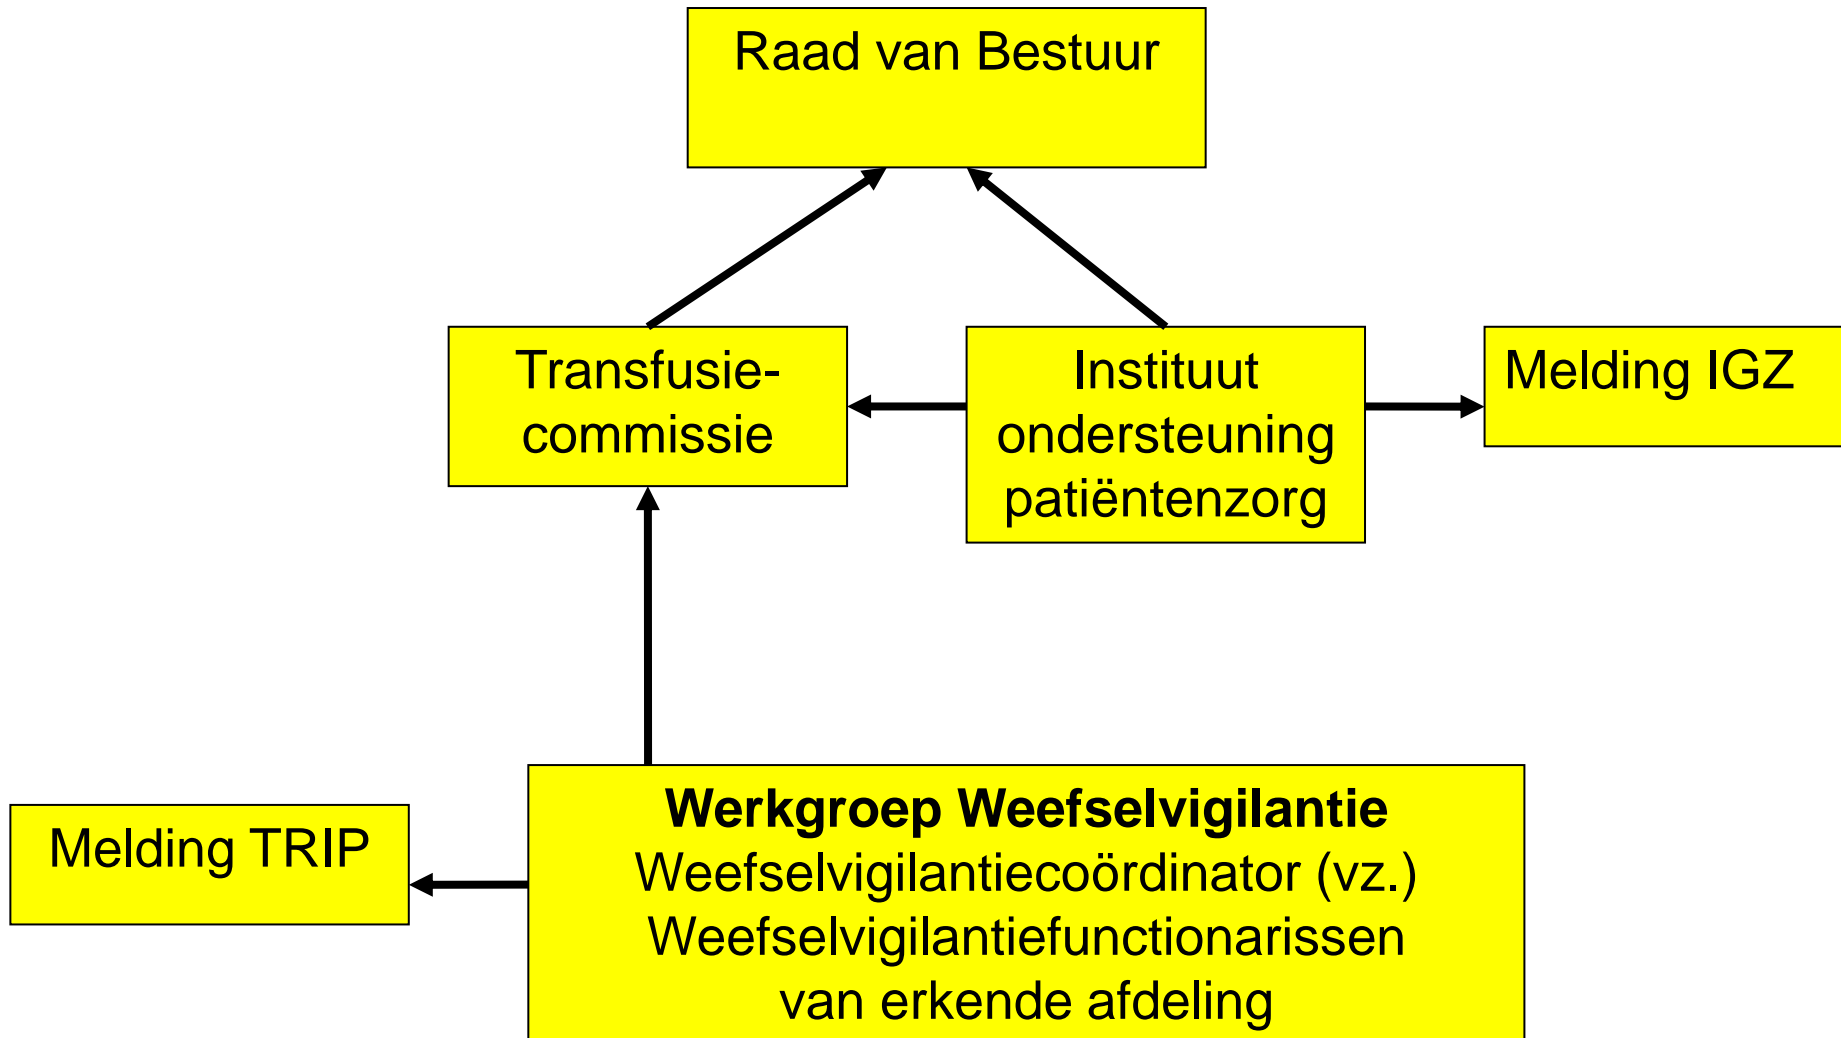 Raad van Bestuur
Transfusie-
commissie
Instituut
ondersteuning
patiëntenzorg
Melding IGZ
Melding TRIP
Werkgroep Weefselvigilantie
Weefselvigilantiecoördinator (vz.)
Weefselvigilantiefunctionarissen
van erkende afdeling